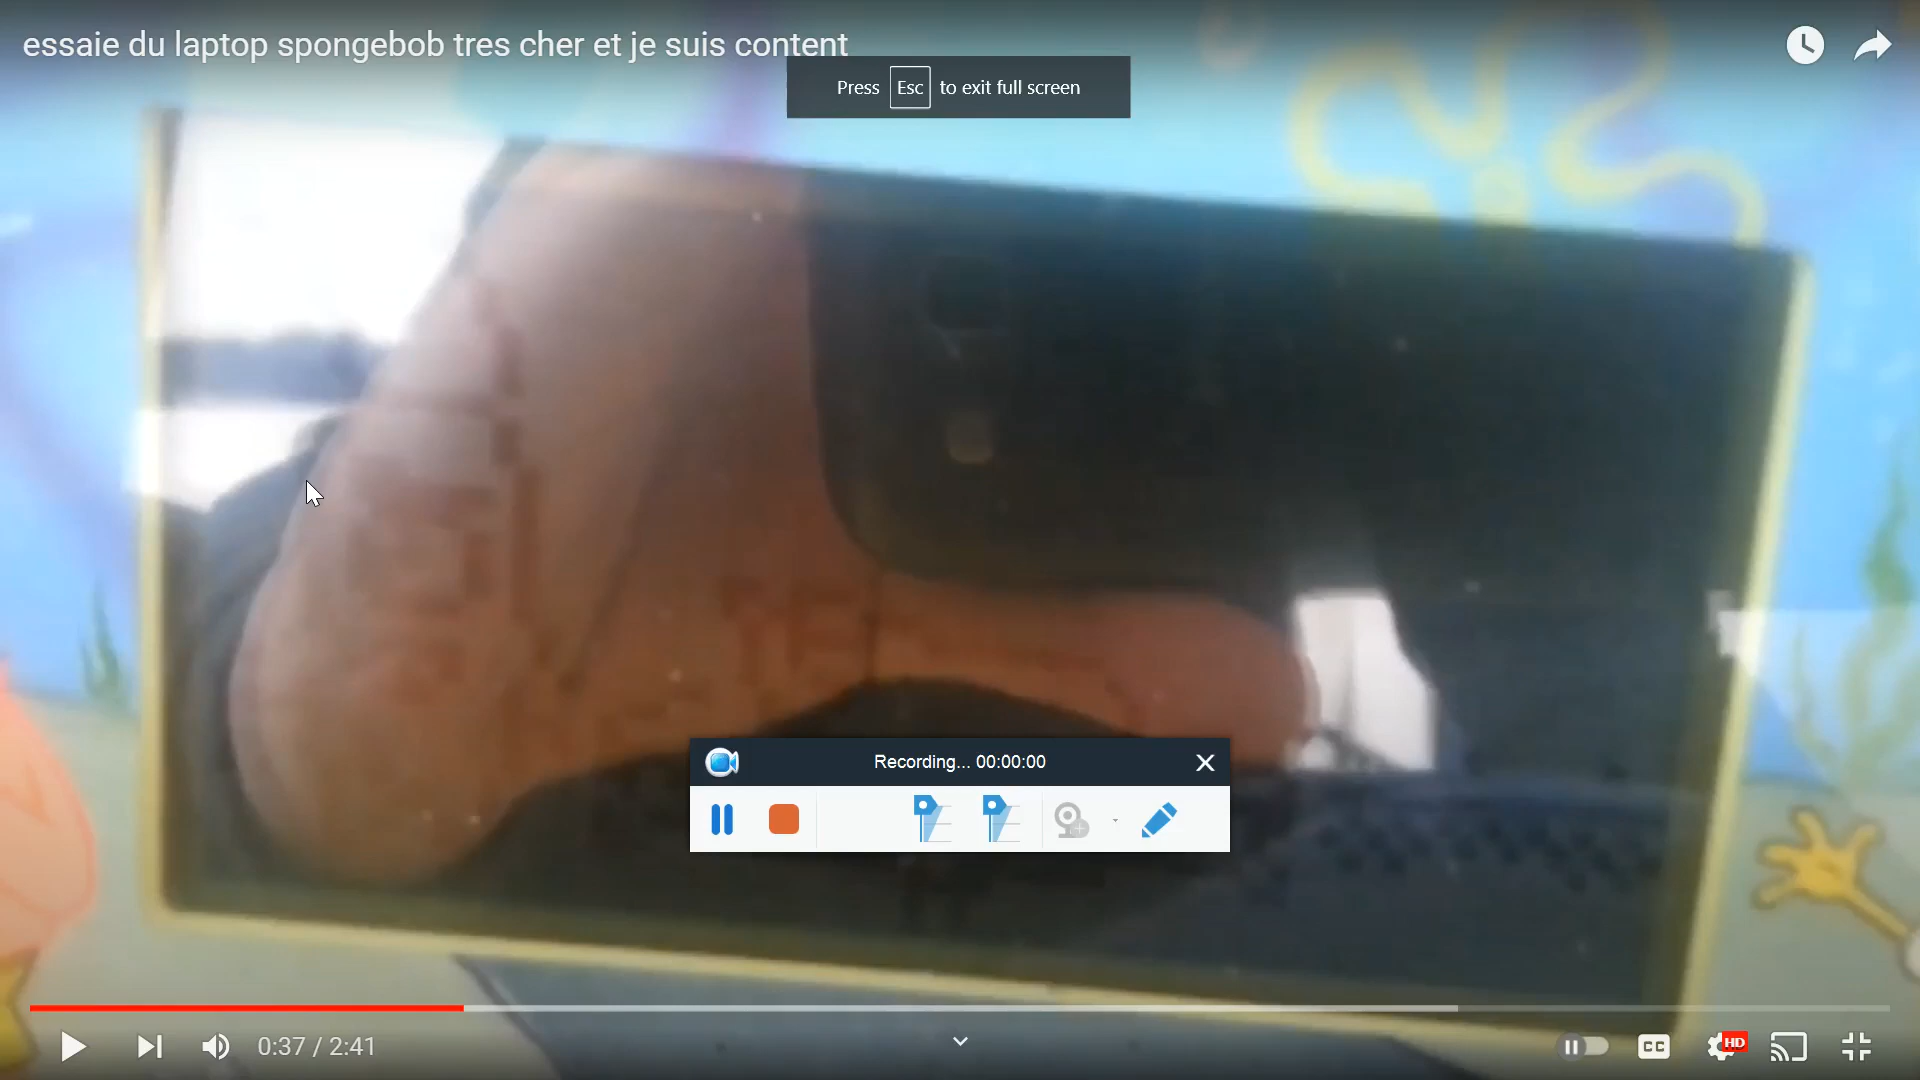 essaie du laptop spongebob tres cher et je suis content
Press Esc to exit full screen
Recording... 00:00:00
0:37 / 2:41
CC
HD